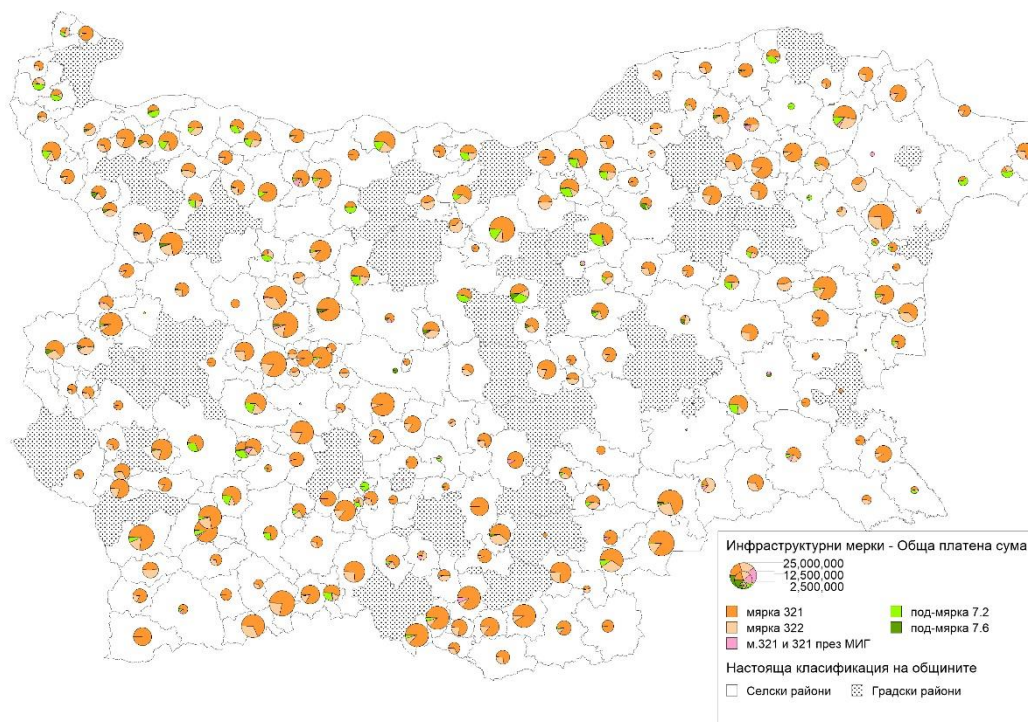 Инфраструктурни мерки - Обща платена сума
25,000,000
12,500,000
2,500,000
мярка 321
под-мярка 7.2
мярка 322
под-мярка 7.6
м.321 и 321 през МИГ
Настояща класификация на общините
Селски райони
Градски райони